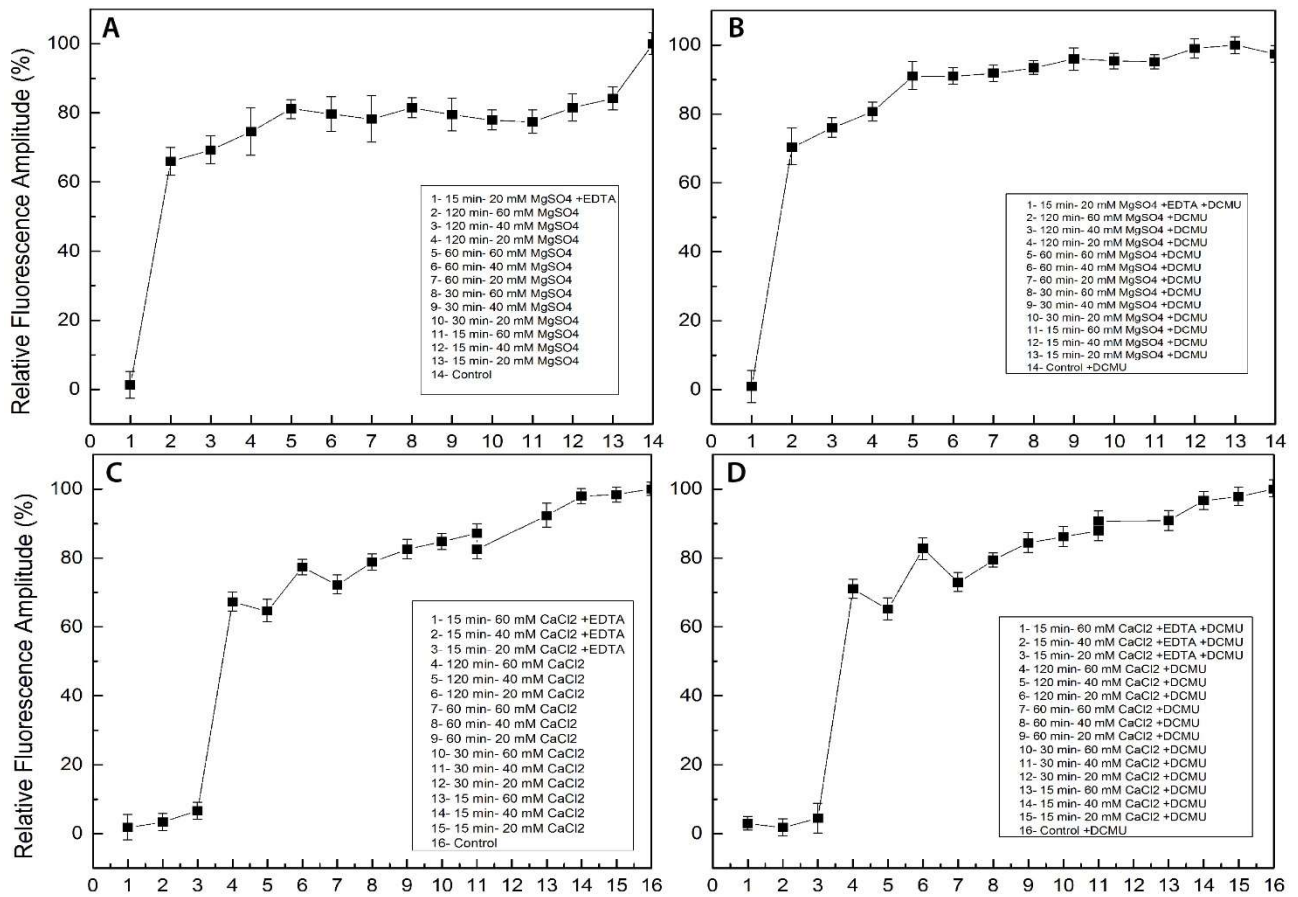 A
Relative Fluorescence Amplitude (%)
100
80
60
40
20
0
1- 15 min- 20 mM MgSO4 +EDTA
2- 120 min- 60 mM MgSO4
3- 120 min- 40 mM MgSO4
4- 120 min- 20 mM MgSO4
5- 60 min- 60 mM MgSO4
6- 60 min- 40 mM MgSO4
7- 60 min- 20 mM MgSO4
8- 30 min- 60 mM MgSO4
9- 30 min- 40 mM MgSO4
10- 30 min- 20 mM MgSO4
11- 15 min- 60 mM MgSO4
12- 15 min- 40 mM MgSO4
13- 15 min- 20 mM MgSO4
14- Control
0 1 2 3 4 5 6 7 8 9 10 11 12 13 14
B
100
80
60
40
20
0
1- 15 min- 20 mM MgSO4 +EDTA +DCMU
2- 120 min- 60 mM MgSO4 +DCMU
3- 120 min- 40 mM MgSO4 +DCMU
4- 120 min- 20 mM MgSO4 +DCMU
5- 60 min- 60 mM MgSO4 +DCMU
6- 60 min- 40 mM MgSO4 +DCMU
7- 60 min- 20 mM MgSO4 +DCMU
8- 30 min- 60 mM MgSO4 +DCMU
9- 30 min- 40 mM MgSO4 +DCMU
10- 30 min- 20 mM MgSO4 +DCMU
11- 15 min- 60 mM MgSO4 +DCMU
12- 15 min- 40 mM MgSO4 +DCMU
13- 15 min- 20 mM MgSO4 +DCMU
14- Control +DCMU
0 1 2 3 4 5 6 7 8 9 10 11 12 13 14
C
Relative Fluorescence Amplitude (%)
100
80
60
40
20
0
1- 15 min- 60 mM CaCl2 +EDTA
2- 15 min- 40 mM CaCl2 +EDTA
3- 15 min- 20 mM CaCl2 +EDTA
4- 120 min- 60 mM CaCl2
5- 120 min- 40 mM CaCl2
6- 120 min- 20 mM CaCl2
7- 60 min- 60 mM CaCl2
8- 60 min- 40 mM CaCl2
9- 60 min- 20 mM CaCl2
10- 30 min- 60 mM CaCl2
11- 30 min- 40 mM CaCl2
12- 30 min- 20 mM CaCl2
13- 15 min- 60 mM CaCl2
14- 15 min- 40 mM CaCl2
15- 15 min- 20 mM CaCl2
16- Control
0 1 2 3 4 5 6 7 8 9 10 11 12 13 14 15 16
D
100
80
60
40
20
0
1- 15 min- 60 mM CaCl2 +EDTA +DCMU
2- 15 min- 40 mM CaCl2 +EDTA +DCMU
3- 15 min- 20 mM CaCl2 +EDTA +DCMU
4- 120 min- 60 mM CaCl2 +DCMU
5- 120 min- 40 mM CaCl2 +DCMU
6- 120 min- 20 mM CaCl2 +DCMU
7- 60 min- 60 mM CaCl2 +DCMU
8- 60 min- 40 mM CaCl2 +DCMU
9- 60 min- 20 mM CaCl2 +DCMU
10- 30 min- 60 mM CaCl2 +DCMU
11- 30 min- 40 mM CaCl2 +DCMU
12- 30 min- 20 mM CaCl2 +DCMU
13- 15 min- 60 mM CaCl2 +DCMU
14- 15 min- 40 mM CaCl2 +DCMU
15- 15 min- 20 mM CaCl2 +DCMU
16- Control +DCMU
0 1 2 3 4 5 6 7 8 9 10 11 12 13 14 15 16